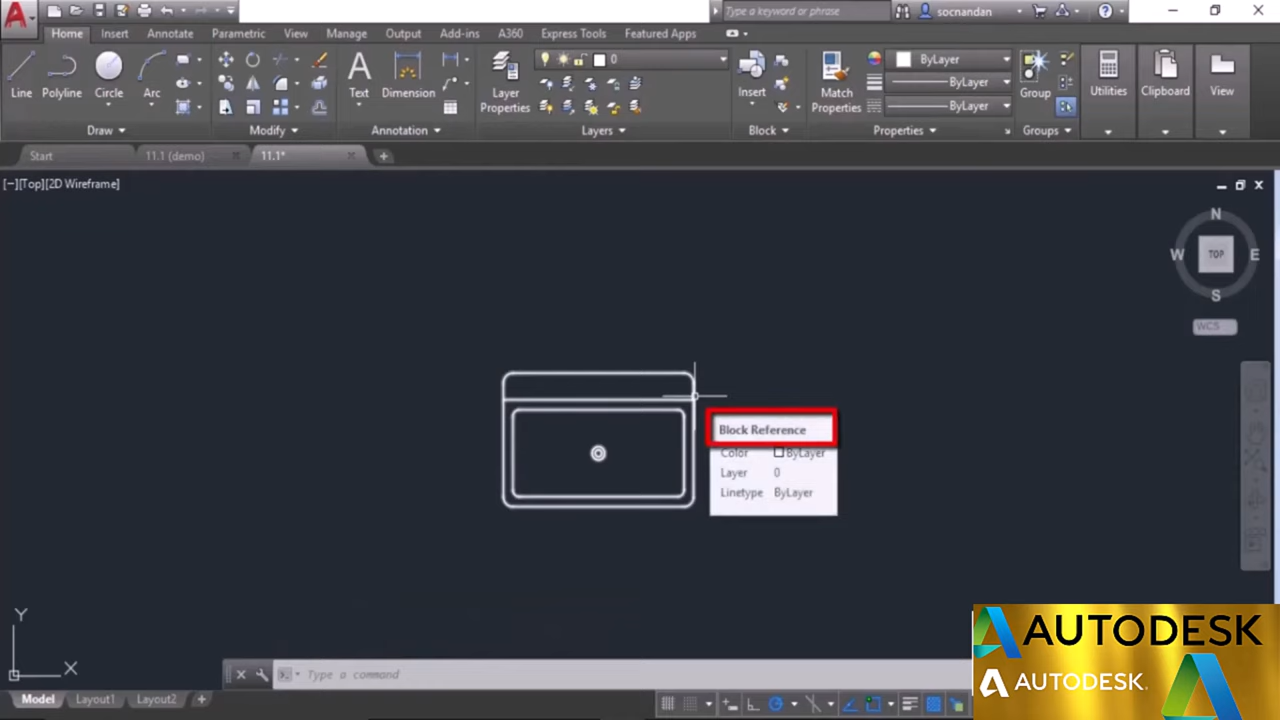 A
Type a keyword or phrase
socnandan
Home Insert Annotate Parametric View Manage Output Add-ins A360 Express Tools Featured Apps
Line Polyline Circle Arc
A Text Dimension
Layer Properties
0
Insert
Match Properties
ByLayer
ByLayer
ByLayer
Group
Utilities
Clipboard
View
Draw Modify Annotation Layers Block Properties Groups
Start 11.1 (demo) 11.1*
[−][Top][2D Wireframe]
N
W TOP E
S
WCS
Block Reference
Color ByLayer
Layer 0
Linetype ByLayer
Y
X
Type a command
Model Layout1 Layout2
AUTODESK
AUTODESK.